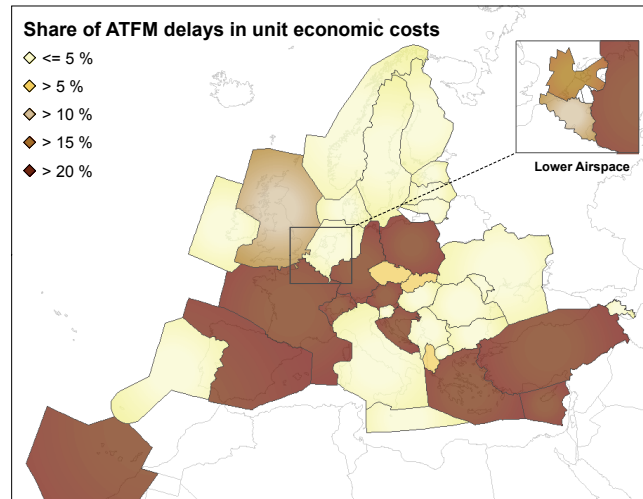 Share of ATFM delays in unit economic costs
<= 5 %
> 5 %
> 10 %
> 15 %
> 20 %
Lower Airspace